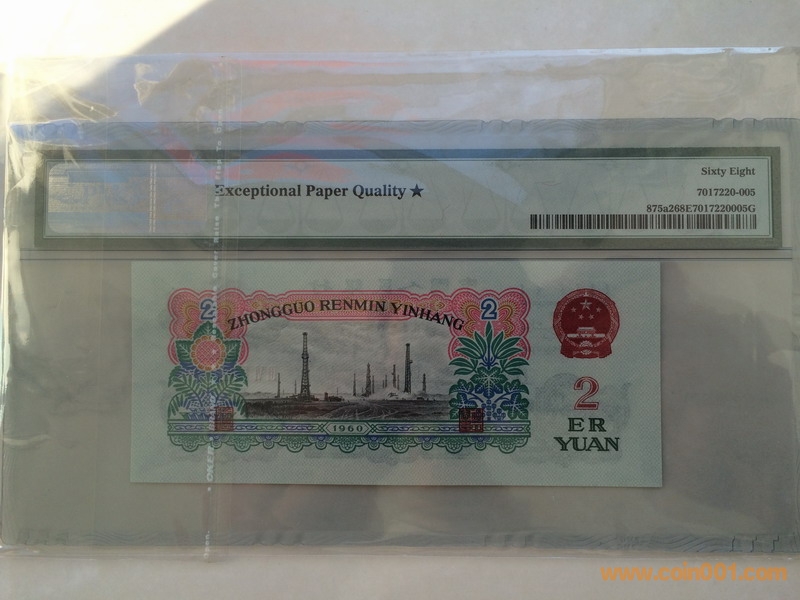 Sixty Eight
Exceptional Paper Quality ★
7017220-005
875a268E7017220005G
2
2
ZHONGGUO RENMIN YINHANG
1960
2
ER
YUAN
www.coin001.com